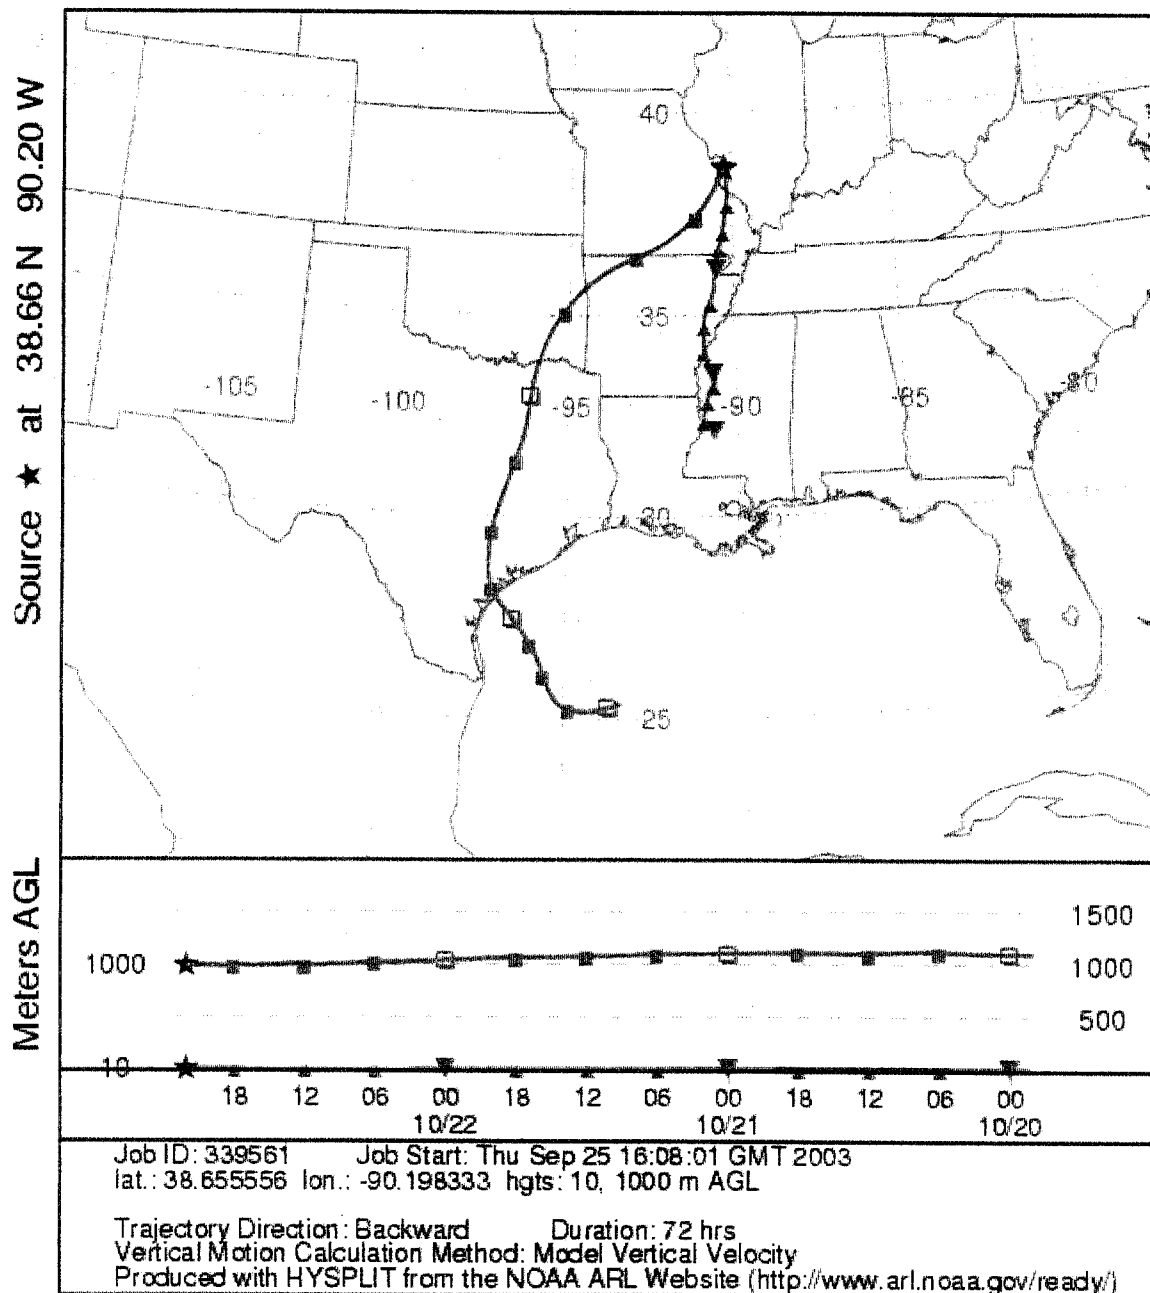 Source ★ at 38.66 N 90.20 W
40
35
-105
-100
-95
-90
-85
-80
30
25
Meters AGL
1500
1000
1000
500
10
18 12 06 00 18 12 06 00 18 12 06 00
10/22 10/21 10/20
Job ID: 339561 Job Start: Thu Sep 25 16:08:01 GMT 2003
lat.: 38.655556 lon.: -90.198333 hgts: 10, 1000 m AGL
Trajectory Direction: Backward Duration: 72 hrs
Vertical Motion Calculation Method: Model Vertical Velocity
Produced with HYSPLIT from the NOAA ARL Website (http://www.arl.noaa.gov/ready/)